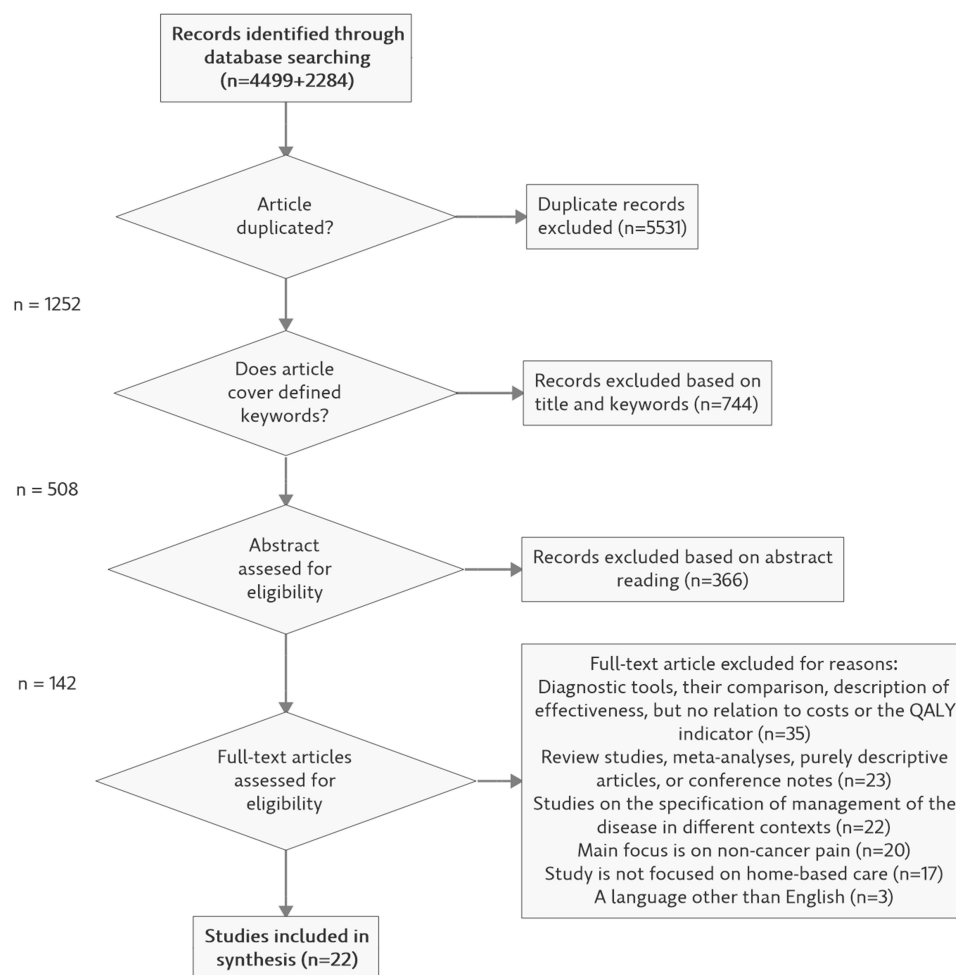 Records identified through
database searching
(n=4499+2284)
Article
duplicated?
Duplicate records
excluded (n=5531)
n = 1252
Does article
cover defined
keywords?
Records excluded based on
title and keywords (n=744)
n = 508
Abstract
assesed for
eligibility
Records excluded based on abstract
reading (n=366)
n = 142
Full-text articles
assessed for
eligibility
Full-text article excluded for reasons:
Diagnostic tools, their comparison, description of
effectiveness, but no relation to costs or the QALY
indicator (n=35)
Review studies, meta-analyses, purely descriptive
articles, or conference notes (n=23)
Studies on the specification of management of the
disease in different contexts (n=22)
Main focus is on non-cancer pain (n=20)
Study is not focused on home-based care (n=17)
A language other than English (n=3)
Studies included in
synthesis (n=22)